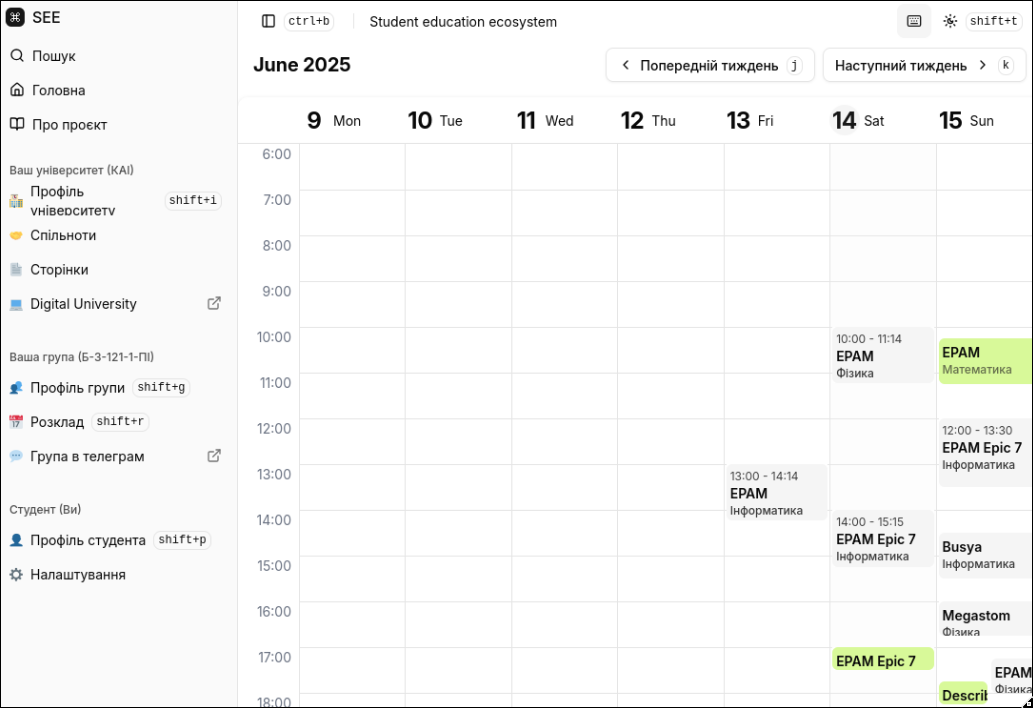 SEE
ctrl+b
Student education ecosystem
shift+t
Пошук
Головна
Про проєкт
Ваш університет (КАІ)
Профіль університету
shift+i
Спільноти
Сторінки
Digital University
Ваша група (Б-3-121-1-ПІ)
Профіль групи
shift+g
Розклад
shift+r
Група в телеграм
Студент (Ви)
Профіль студента
shift+p
Налаштування
June 2025
Попередній тиждень j
Наступний тиждень k
9 Mon
10 Tue
11 Wed
12 Thu
13 Fri
14 Sat
15 Sun
6:00
7:00
8:00
9:00
10:00
11:00
12:00
13:00
14:00
15:00
16:00
17:00
18:00
13:00 - 14:14
EPAM
Інформатика
10:00 - 11:14
EPAM
Фізика
14:00 - 15:15
EPAM Epic 7
Інформатика
EPAM Epic 7
EPAM
Математика
12:00 - 13:30
EPAM Epic 7
Інформатика
Busya
Інформатика
Megastom
Фізика
EPAM
Фізика
Describ